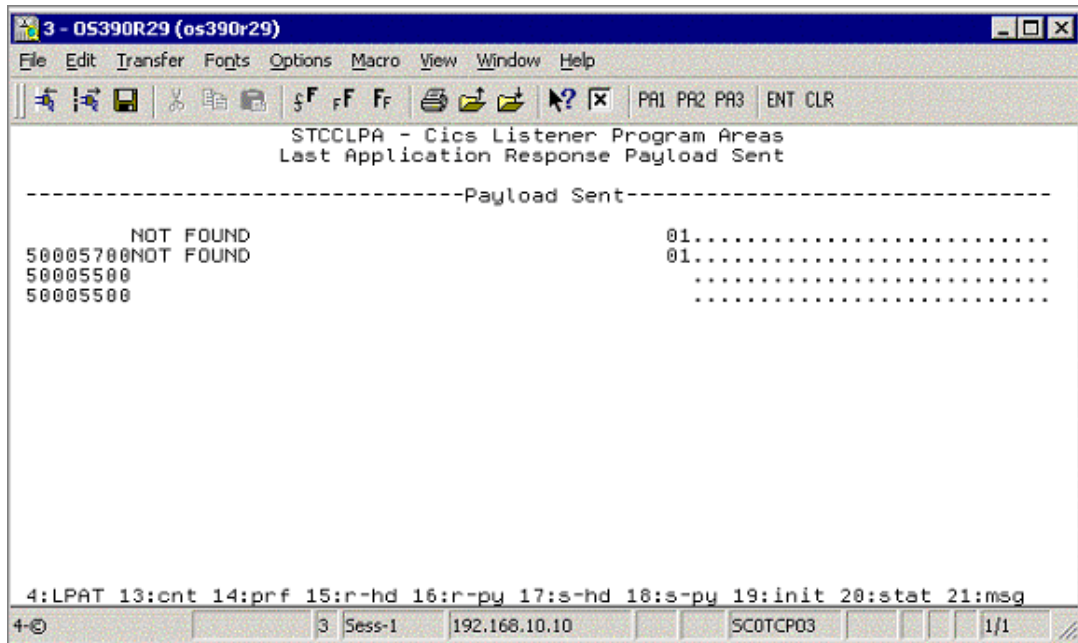 3 - OS390R29 (os390r29)
File Edit Transfer Fonts Options Macro View Window Help
PA1 PA2 PA3 ENT CLR
STCCLPA - Cics Listener Program Areas
Last Application Response Payload Sent
---------------------------------Payload Sent--------------------------------
NOT FOUND 01...........................
50005700NOT FOUND 01...........................
50005500 ...........................
50005500 ...........................
4:LPAT 13:cnt 14:prf 15:r-hd 16:r-py 17:s-hd 18:s-py 19:init 20:stat 21:msg
4-© 3 Sess-1 192.168.10.10 SC0TCP03 1/1